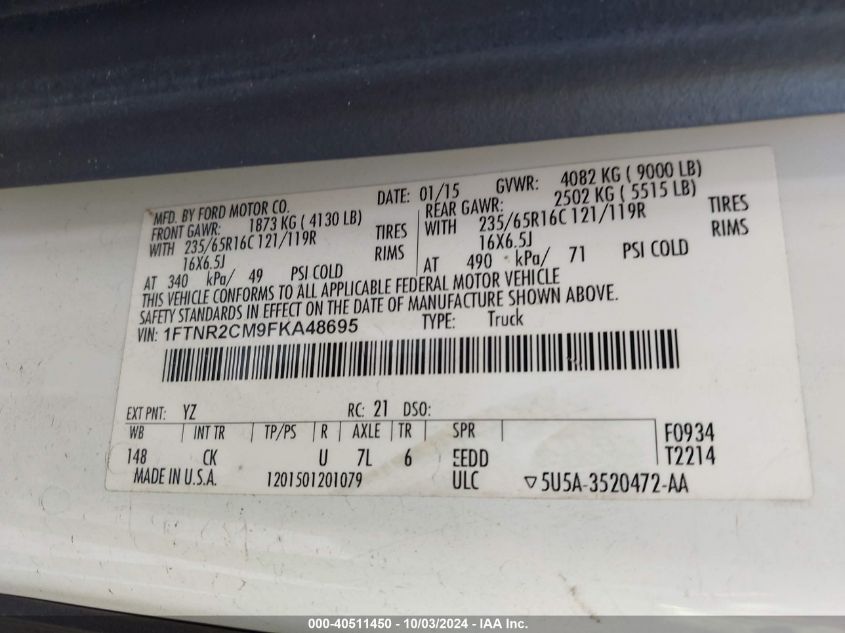 MFD. BY FORD MOTOR CO. DATE: 01/15 GVWR: 4082 KG ( 9000 LB)
FRONT GAWR: 1873 KG ( 4130 LB) REAR GAWR: 2502 KG ( 5515 LB)
WITH 235/65R16C 121/119R TIRES WITH 235/65R16C 121/119R TIRES
16X6.5J RIMS 16X6.5J RIMS
AT 340 kPa/ 49 PSI COLD AT 490 kPa/ 71 PSI COLD
THIS VEHICLE CONFORMS TO ALL APPLICABLE FEDERAL MOTOR VEHICLE
SAFETY STANDARDS IN EFFECT ON THE DATE OF MANUFACTURE SHOWN ABOVE.
VIN: 1FTNR2CM9FKA48695 TYPE: Truck
EXT PNT: YZ RC: 21 DSO:
WB INT TR TP/PS R AXLE TR SPR F0934
148 CK U 7L 6 EEDD T2214
MADE IN U.S.A. 1201501201079 ULC ▽5U5A-3520472-AA
000-40511450 - 10/03/2024 - IAA Inc.